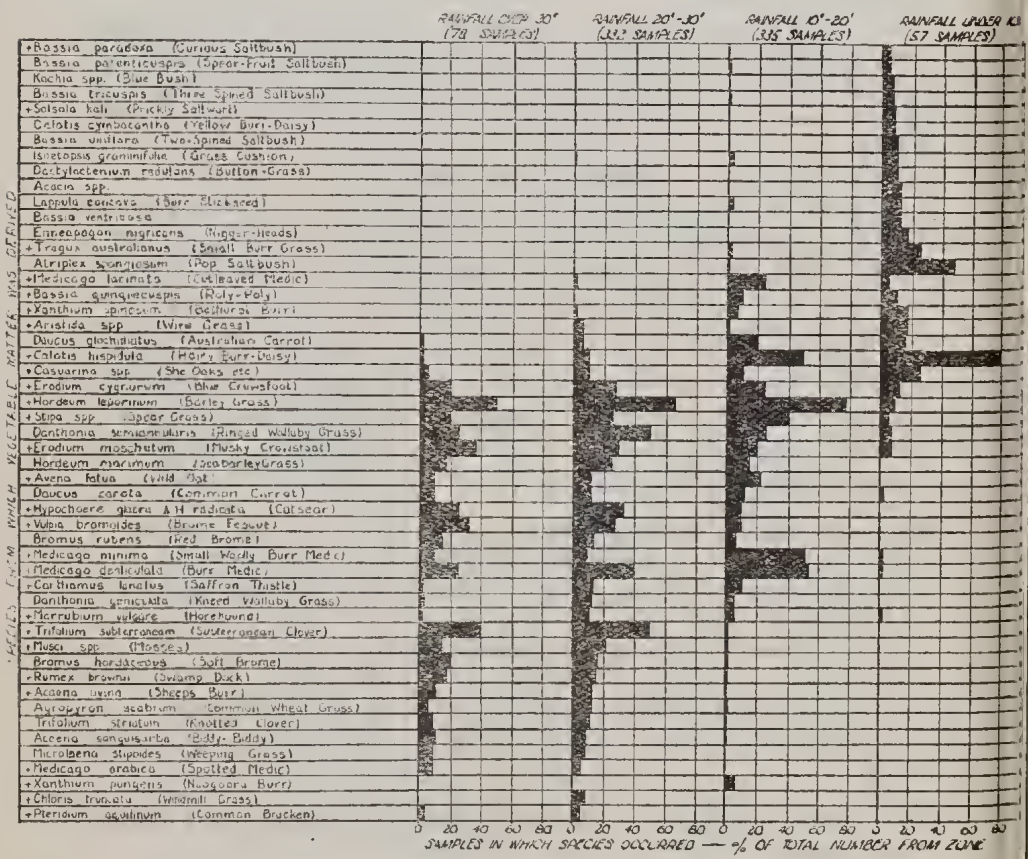 RAINFALL OVER 30"
(78 SAMPLES)
RAINFALL 20"-30"
(332 SAMPLES)
RAINFALL 10"-20"
(335 SAMPLES)
RAINFALL UNDER
(57 SAMPLES)
SPECIES FROM WHICH VEGETABLE MATTER WAS DERIVED
+Bassia paradoxa (Curious Saltbush)
Bassia patenticuspis (Spear-Fruit Saltbush)
Kochia spp. (Blue Bush)
Bassia tricuspis (Three Spined Saltbush)
+Salsola kali (Prickly Saltwort)
Calotis cymbacantha (Yellow Burr-Daisy)
Bassia uniflora (Two-Spined Saltbush)
Isoetopsis graminifolia (Grass Cushion)
Dactyloctenium radulans (Button-Grass)
Acacia spp.
Lappula concava (Burr Stickseed)
Bassia ventricosa
Enneapogon nigricans (Nigger-Heads)
+Tragus australianus (Small Burr Grass)
Atriplex spongiosum (Pop Saltbush)
+Medicago lacinata (Cutleaved Medic)
+Bassia quinquecuspis (Roly-Poly)
+Xanthium spinosum (Bathurst Burr)
+Aristida spp (Wire Grass)
Daucus glochidiatus (Australian Carrot)
+Calotis hispidula (Hairy Burr-Daisy)
+Casuarina spp (She Oaks etc)
+Erodium cygnorum (Blue Crowsfoot)
+Hordeum leporinum (Barley Grass)
+Stipa spp (Spear Grass)
Danthonia semiannularis (Ringed Wallaby Grass)
+Erodium moschatum (Musky Crowsfoot)
Hordeum marinum (Seabarley Grass)
+Avena fatua (Wild Oat)
Daucus carota (Common Carrot)
+Hypochoere glabra & H radicata (Catsear)
+Vulpia bromoides (Brome Fescue)
Bromus rubens (Red Brome)
+Medicago minima (Small Woolly Burr Medic)
+Medicago denticulata (Burr Medic)
+Carthamus lanatus (Saffron Thistle)
Danthonia geniculata (Kneed Wallaby Grass)
+Marrubium vulgare (Horehound)
+Trifolium subterraneam (Subterranean Clover)
+Musci spp (Mosses)
Bromus hordaceous (Soft Brome)
+Rumex brownii (Swamp Dock)
+Acaena ovina (Sheeps Burr)
Agropyron scabrum (Common Wheat Grass)
Trifolium striatum (Knotted Clover)
Acaena sanguisorba (Biddy-Biddy)
Microlaena stipoides (Weeping Grass)
+Medicago arabica (Spotted Medic)
+Xanthium pungens (Noogoora Burr)
+Chloris truncata (Windmill Grass)
+Pteridium aquilinum (Common Bracken)
0 20 40 60 80 0 20 40 60 80 0 20 40 60 80 0 20 40 60 80
SAMPLES IN WHICH SPECIES OCCURRED — % OF TOTAL NUMBER FROM ZONE